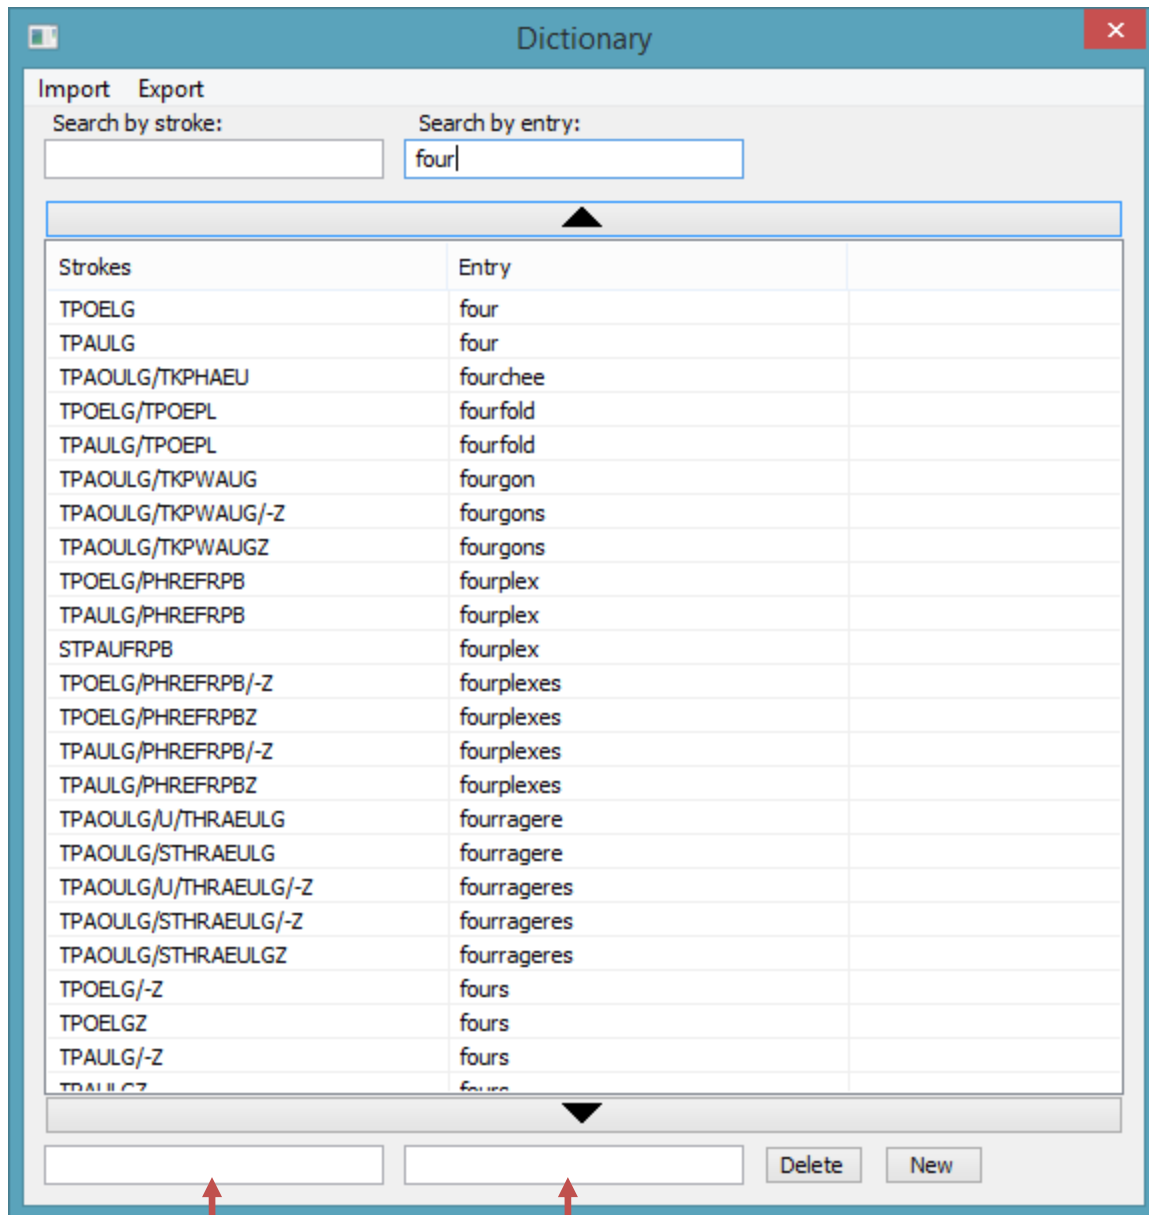 Dictionary
Import Export
Search by stroke: Search by entry:
four
Strokes Entry
TPOELG four
TPAULG four
TPAOULG/TKPHAEU fourchee
TPOELG/TPOEPL fourfold
TPAULG/TPOEPL fourfold
TPAOULG/TKPWAUG fourgon
TPAOULG/TKPWAUG/-Z fourgons
TPAOULG/TKPWAUGZ fourgons
TPOELG/PHREFRPB fourplex
TPAULG/PHREFRPB fourplex
STPAUFRPB fourplex
TPOELG/PHREFRPB/-Z fourplexes
TPOELG/PHREFRPBZ fourplexes
TPAULG/PHREFRPB/-Z fourplexes
TPAULG/PHREFRPBZ fourplexes
TPAOULG/U/THRAEULG fourragere
TPAOULG/STHRAEULG fourragere
TPAOULG/U/THRAEULG/-Z fourrageres
TPAOULG/STHRAEULG/-Z fourrageres
TPAOULG/STHRAEULGZ fourrageres
TPOELG/-Z fours
TPOELGZ fours
TPAULG/-Z fours
TPAULGZ fours
Delete New